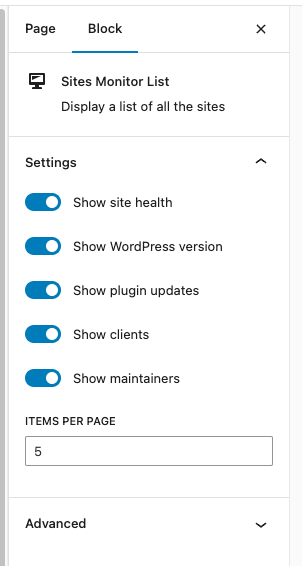 Page Block
Sites Monitor List
Display a list of all the sites
Settings
Show site health
Show WordPress version
Show plugin updates
Show clients
Show maintainers
ITEMS PER PAGE
5
Advanced